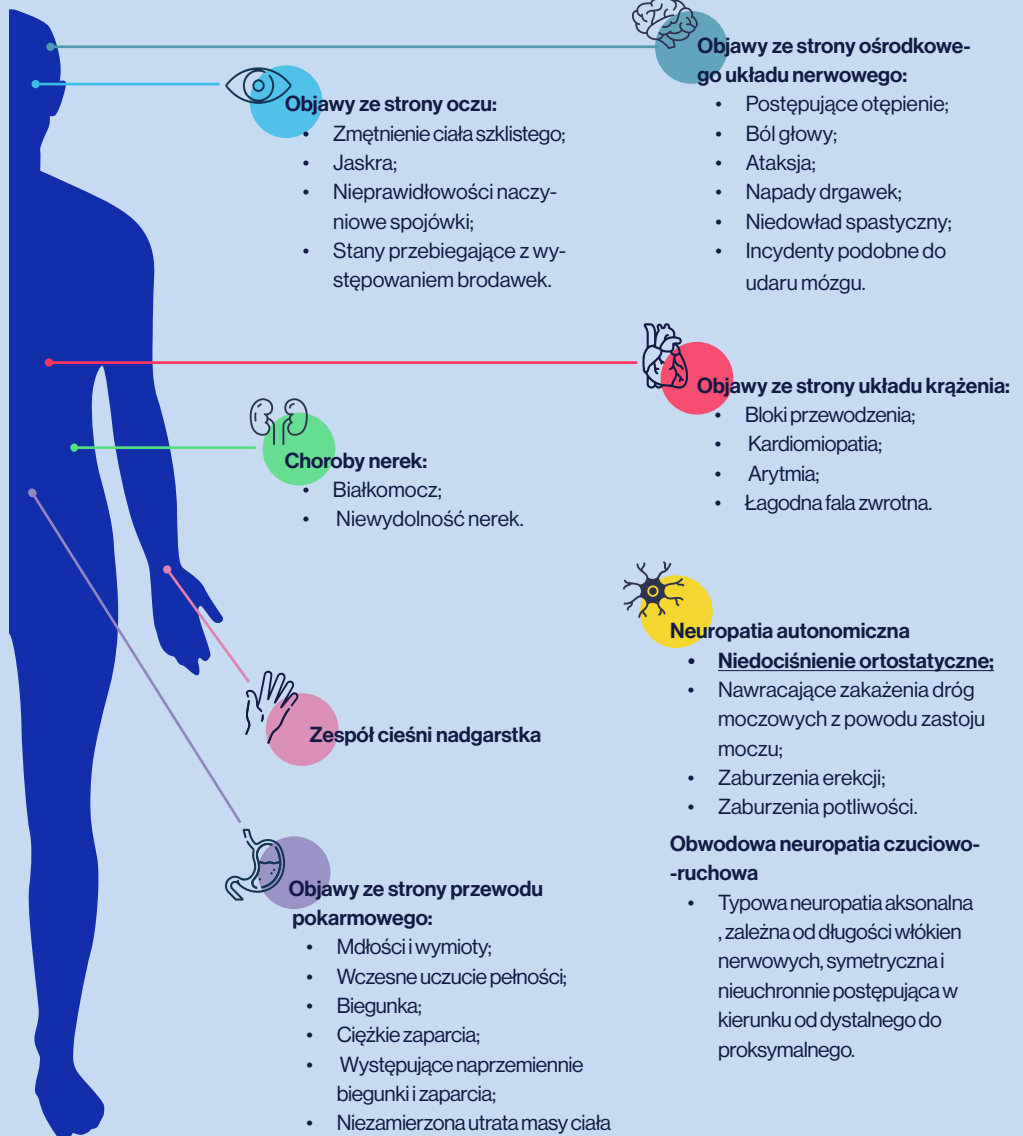 Objawy ze strony oczu:
• Zmętnienie ciała szklistego;
• Jaskra;
• Nieprawidłowości naczy-
niowe spojówki;
• Stany przebiegające z wy-
stępowaniem brodawek.
Objawy ze strony ośrodkowe-
go układu nerwowego:
• Postępujące otępienie;
• Ból głowy;
• Ataksja;
• Napady drgawek;
• Niedowład spastyczny;
• Incydenty podobne do
udaru mózgu.
Objawy ze strony układu krążenia:
• Bloki przewodzenia;
• Kardiomiopatia;
• Arytmia;
• Łagodna fala zwrotna.
Choroby nerek:
• Białkomocz;
• Niewydolność nerek.
Neuropatia autonomiczna
• Niedociśnienie ortostatyczne;
• Nawracające zakażenia dróg
moczowych z powodu zastoju
moczu;
• Zaburzenia erekcji;
• Zaburzenia potliwości.
Obwodowa neuropatia czuciowo-
-ruchowa
• Typowa neuropatia aksonalna
, zależna od długości włókien
nerwowych, symetryczna i
nieuchronnie postępująca w
kierunku od dystalnego do
proksymalnego.
Zespół cieśni nadgarstka
Objawy ze strony przewodu
pokarmowego:
• Mdłości i wymioty;
• Wczesne uczucie pełności;
• Biegunka;
• Ciężkie zaparcia;
• Występujące naprzemiennie
biegunki i zaparcia;
• Niezamierzona utrata masy ciała